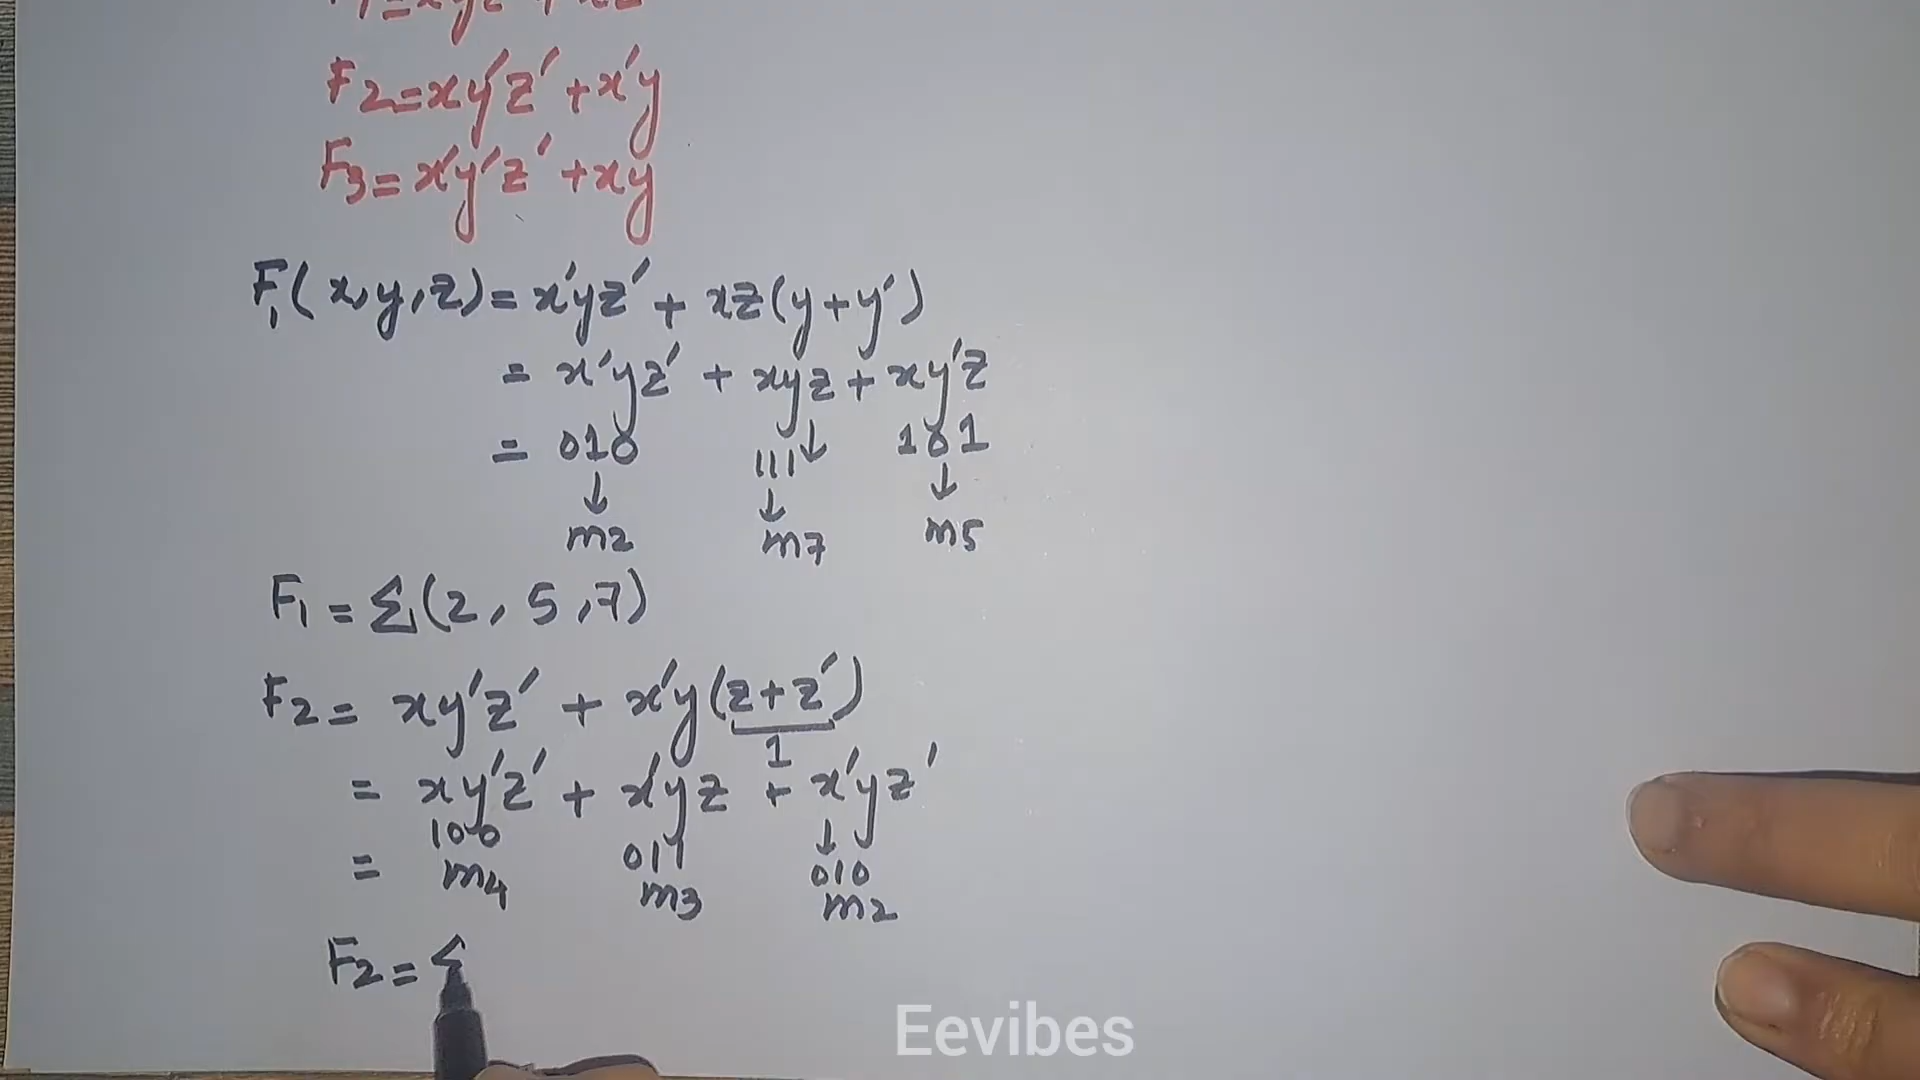 F2=xy'z'+x'y
F3=x'y'z'+xy
F1(x,y,z)=x'yz'+xz(y+y')
=x'yz'+xyz+xy'z
=010 111 101
↓ ↓ ↓
m2 m7 m5
F1=Σ(2,5,7)
F2=xy'z'+x'y(z+z')
1
=xy'z'+x'yz+x'yz'
100 011 010
=m4 m3 m2
F2=Σ
Eevibes